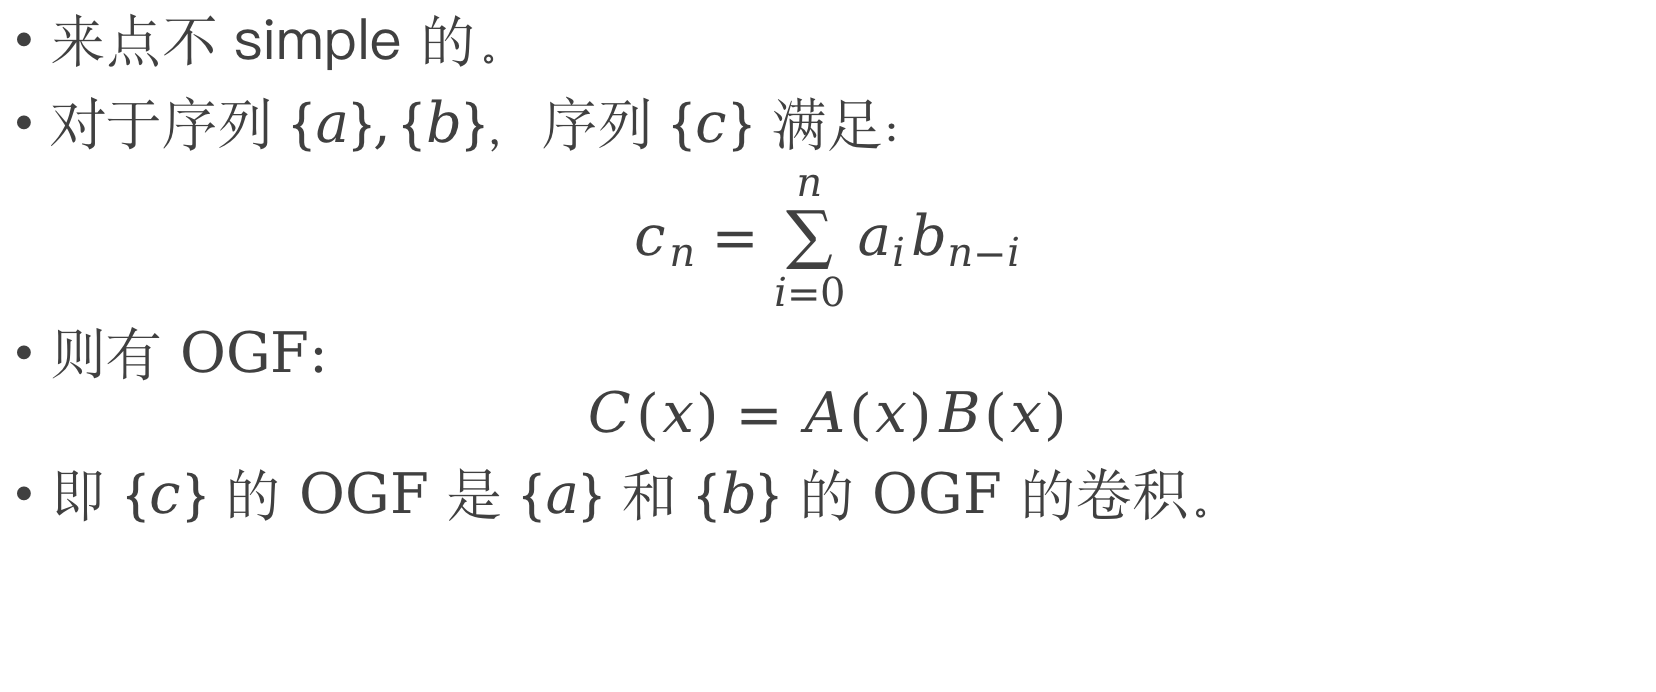 • 来点不 simple 的。
• 对于序列 {a}, {b}，序列 {c} 满足：
c_n = \sum_{i=0}^{n} a_i b_{n-i}
• 则有 OGF:
C(x) = A(x)B(x)
• 即 {c} 的 OGF 是 {a} 和 {b} 的 OGF 的卷积。